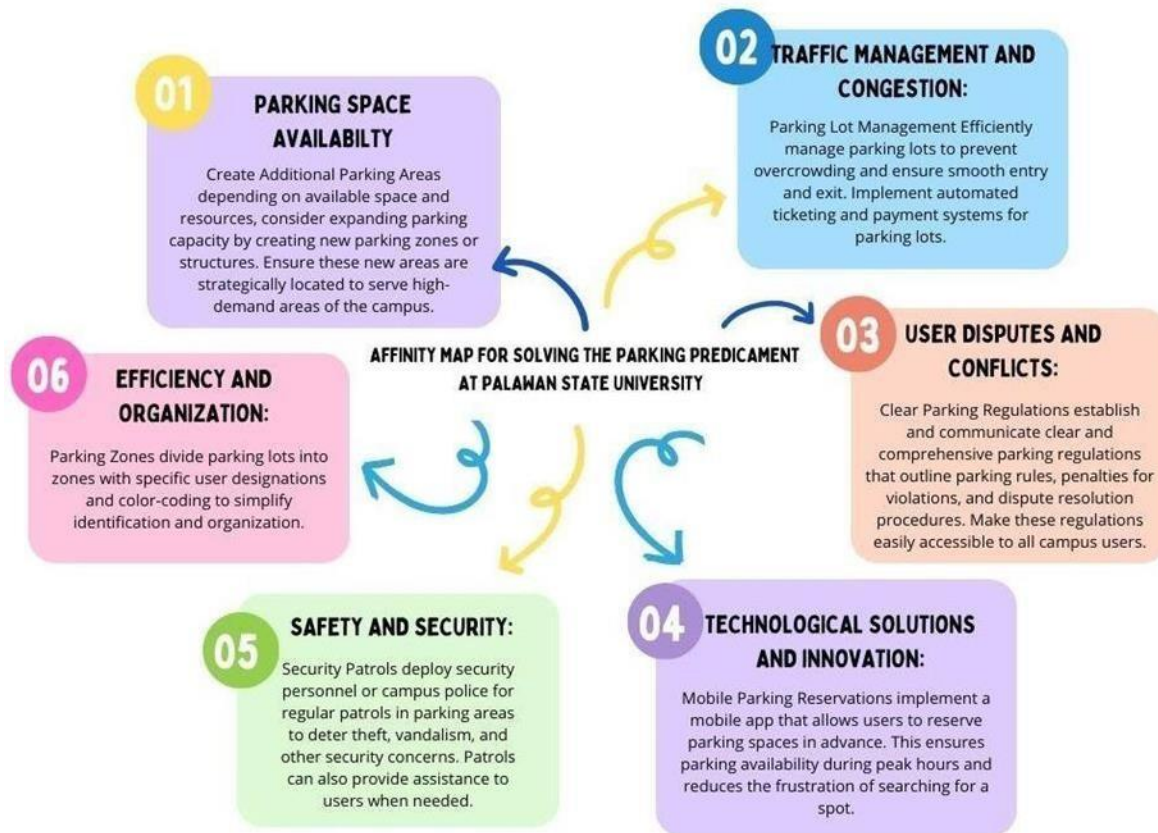 01
PARKING SPACE
AVAILABILTY
Create Additional Parking Areas
depending on available space and
resources, consider expanding parking
capacity by creating new parking zones or
structures. Ensure these new areas are
strategically located to serve high-
demand areas of the campus.
02
TRAFFIC MANAGEMENT AND
CONGESTION:
Parking Lot Management Efficiently
manage parking lots to prevent
overcrowding and ensure smooth entry
and exit. Implement automated
ticketing and payment systems for
parking lots.
AFFINITY MAP FOR SOLVING THE PARKING PREDICAMENT
AT PALAWAN STATE UNIVERSITY
03
USER DISPUTES AND
CONFLICTS:
Clear Parking Regulations establish
and communicate clear and
comprehensive parking regulations
that outline parking rules, penalties for
violations, and dispute resolution
procedures. Make these regulations
easily accessible to all campus users.
04
TECHNOLOGICAL SOLUTIONS
AND INNOVATION:
Mobile Parking Reservations implement a
mobile app that allows users to reserve
parking spaces in advance. This ensures
parking availability during peak hours and
reduces the frustration of searching for a
spot.
05
SAFETY AND SECURITY:
Security Patrols deploy security
personnel or campus police for
regular patrols in parking areas
to deter theft, vandalism, and
other security concerns. Patrols
can also provide assistance to
users when needed.
06
EFFICIENCY AND
ORGANIZATION:
Parking Zones divide parking lots into
zones with specific user designations
and color-coding to simplify
identification and organization.